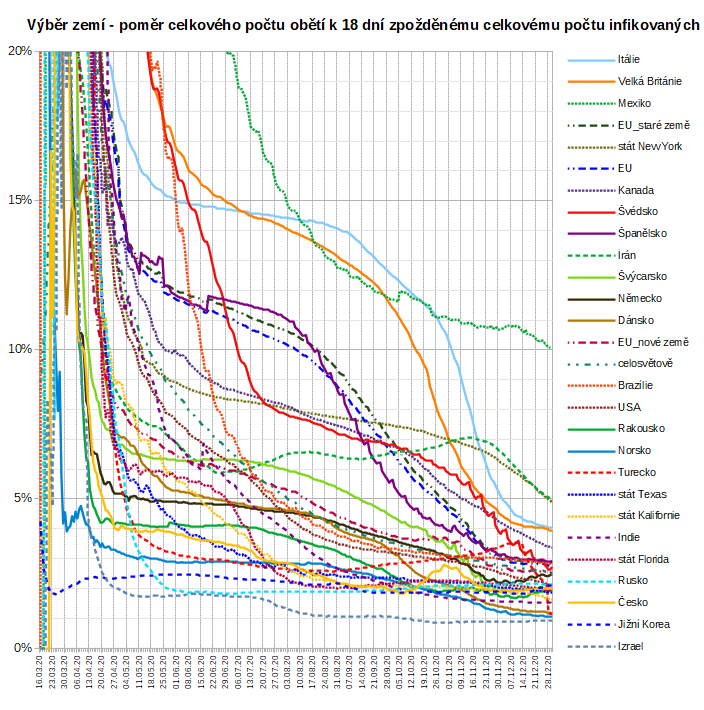 Výběr zemí - poměr celkového počtu obětí k 18 dní zpožděnému celkovému počtu infikovaných
20%
15%
10%
5%
0%
Itálie
Velká Británie
Mexiko
EU_staré země
stát NewYork
EU
Kanada
Švédsko
Španělsko
Irán
Švýcarsko
Německo
Dánsko
EU_nové země
celosvětově
Brazílie
USA
Rakousko
Norsko
Turecko
stát Texas
stát Kalifornie
Indie
stát Florida
Rusko
Česko
Jižní Korea
Izrael
16.03.20
23.03.20
30.03.20
06.04.20
13.04.20
20.04.20
27.04.20
04.05.20
11.05.20
18.05.20
25.05.20
01.06.20
08.06.20
15.06.20
22.06.20
29.06.20
06.07.20
13.07.20
20.07.20
27.07.20
03.08.20
10.08.20
17.08.20
24.08.20
31.08.20
07.09.20
14.09.20
21.09.20
28.09.20
05.10.20
12.10.20
19.10.20
26.10.20
02.11.20
09.11.20
16.11.20
23.11.20
30.11.20
07.12.20
14.12.20
21.12.20
28.12.20